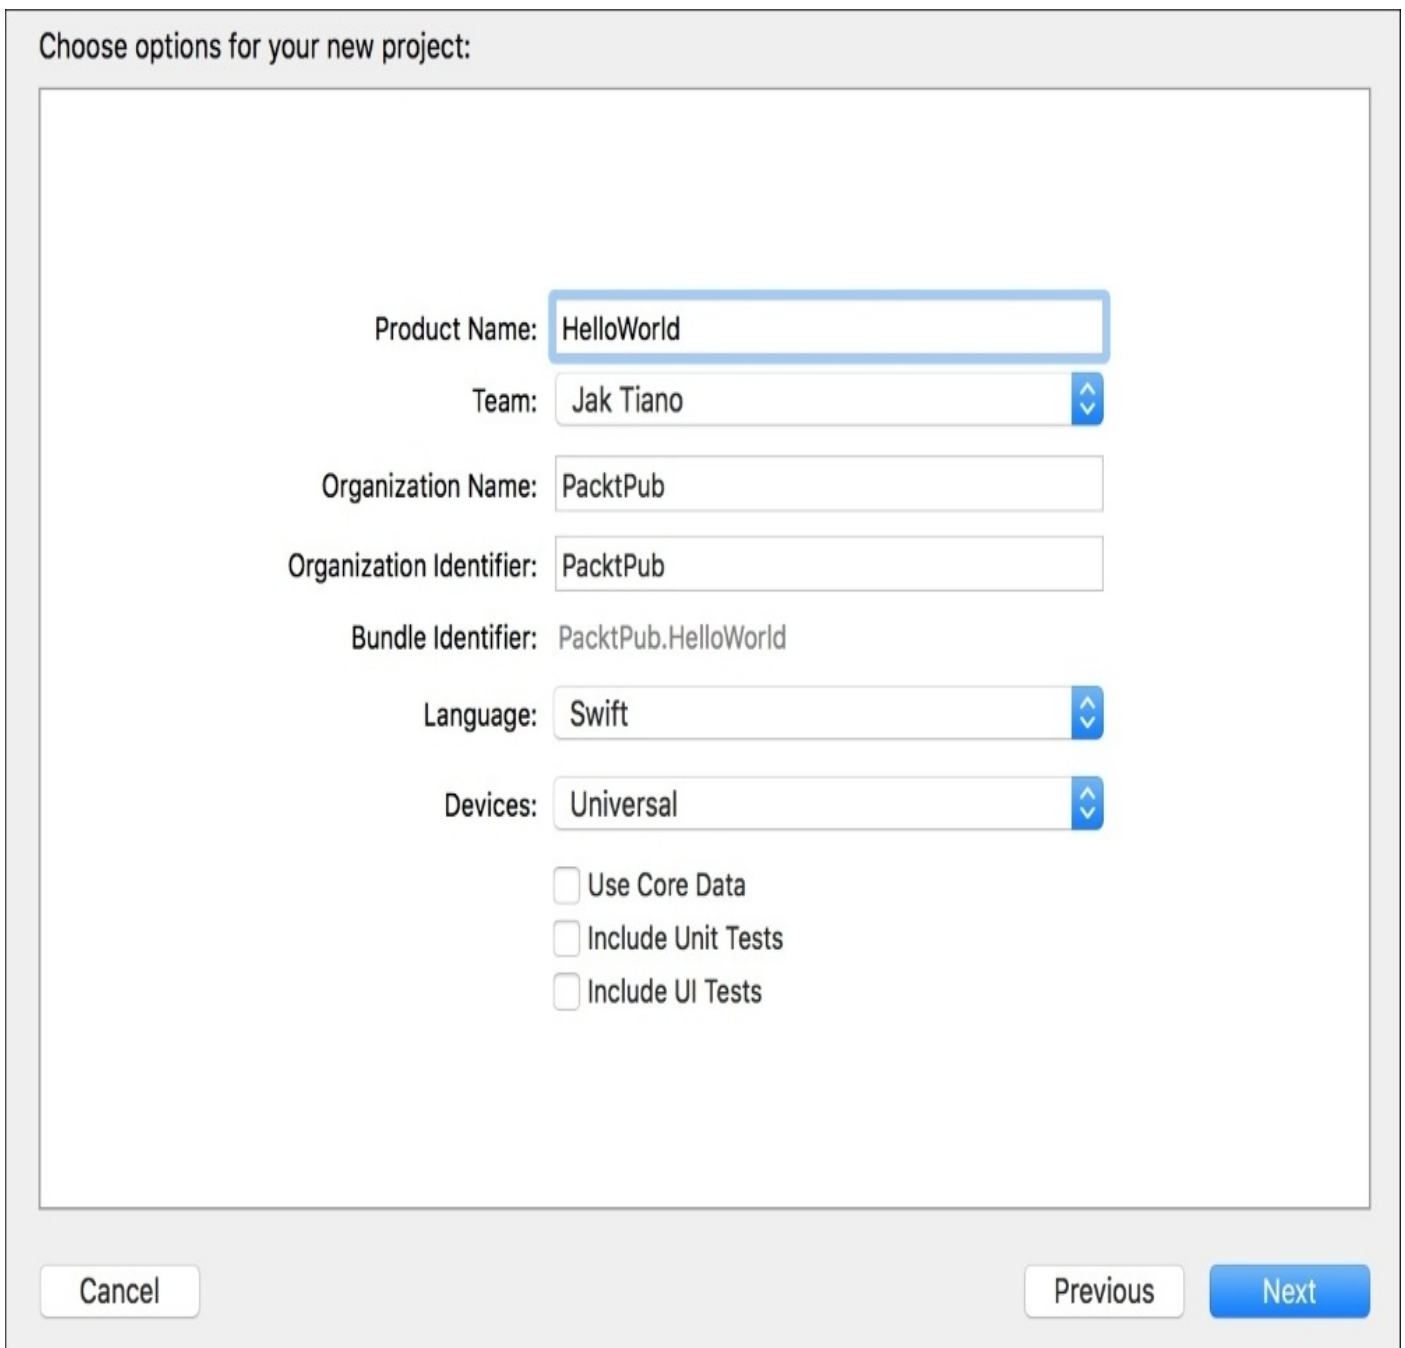 Choose options for your new project:
Product Name: HelloWorld
Team: Jak Tiano
Organization Name: PacktPub
Organization Identifier: PacktPub
Bundle Identifier: PacktPub.HelloWorld
Language: Swift
Devices: Universal
Use Core Data
Include Unit Tests
Include UI Tests
Cancel Previous Next